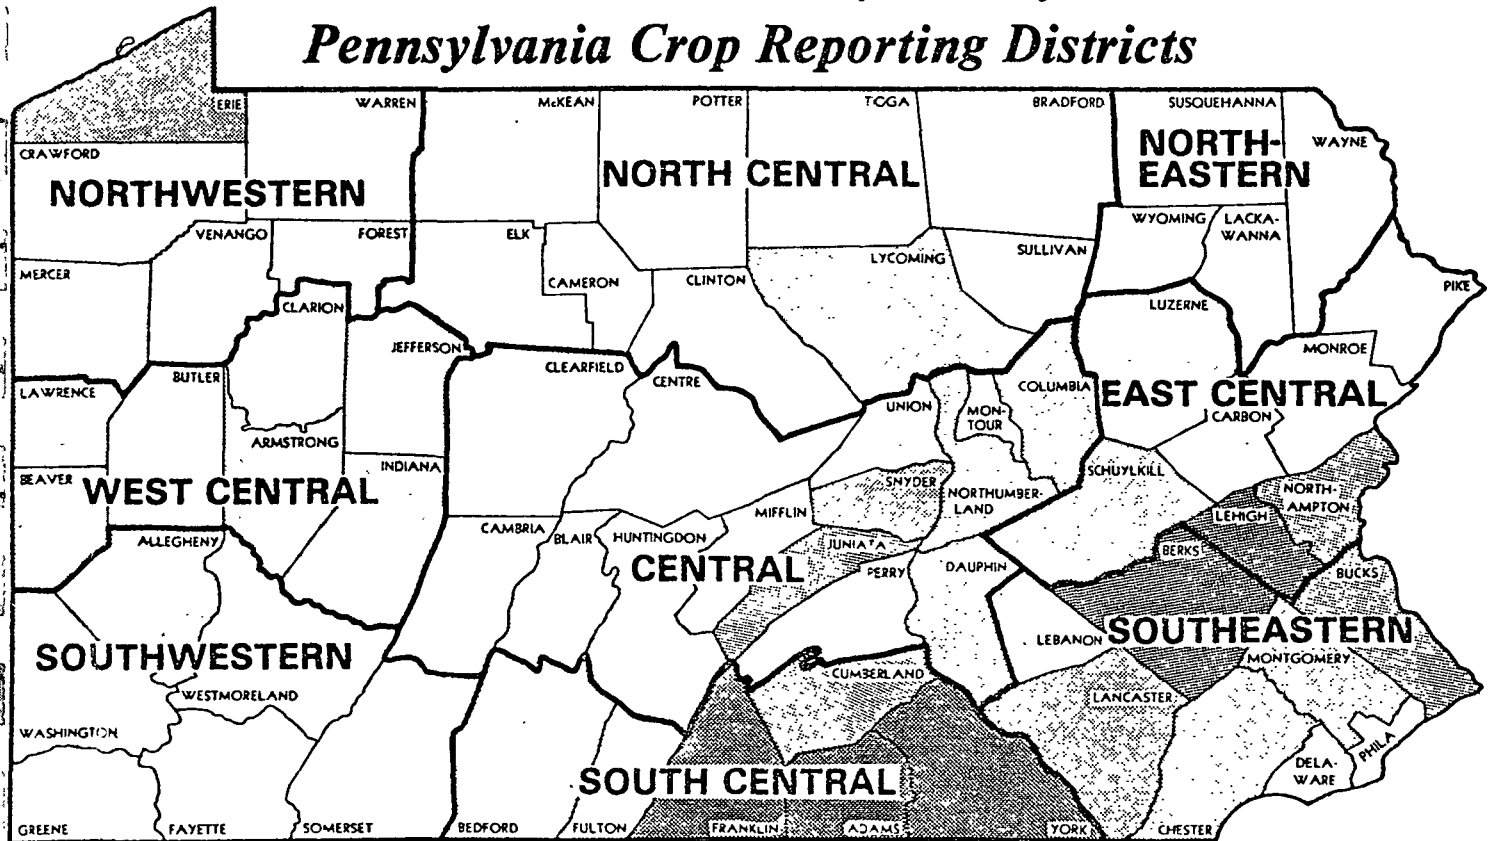 Pennsylvania Crop Reporting Districts
ERIE
WARREN
McKEAN
POTTER
TIOGA
BRADFORD
SUSQUEHANNA
WAYNE
CRAWFORD
NORTHWESTERN
NORTH CENTRAL
NORTH-
EASTERN
VENANGO
FOREST
ELK
CAMERON
CLINTON
LYCOMING
SULLIVAN
WYOMING
LACKA-
WANNA
MERCER
CLARION
JEFFERSON
CLEARFIELD
CENTRE
LUZERNE
PIKE
MONROE
LAWRENCE
BUTLER
ARMSTRONG
INDIANA
UNION
MON-
TOUR
COLUMBIA
EAST CENTRAL
CARBON
BEAVER
WEST CENTRAL
ALLEGHENY
CAMBRIA
BLAIR
HUNTINGDON
MIFFLIN
SNYDER
NORTHUMBER-
LAND
SCHUYLKILL
LEHIGH
NORTH-
AMPTON
CENTRAL
JUNIATA
PERRY
DAUPHIN
BERKS
BUCKS
SOUTHWESTERN
LEBANON
SOUTHEASTERN
MONTGOMERY
WESTMORELAND
CUMBERLAND
LANCASTER
WASHINGTON
SOUTH CENTRAL
DELA-
WARE
PHILA
GREENE
FAYETTE
SOMERSET
BEDFORD
FULTON
FRANKLIN
ADAMS
YORK
CHESTER